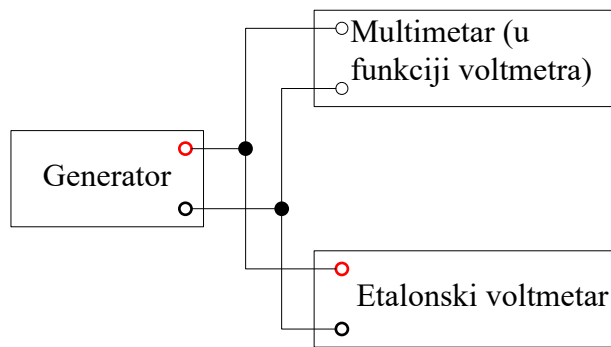 Multimetar (u
funkciji voltmetra)
Generator
Etalonski voltmetar